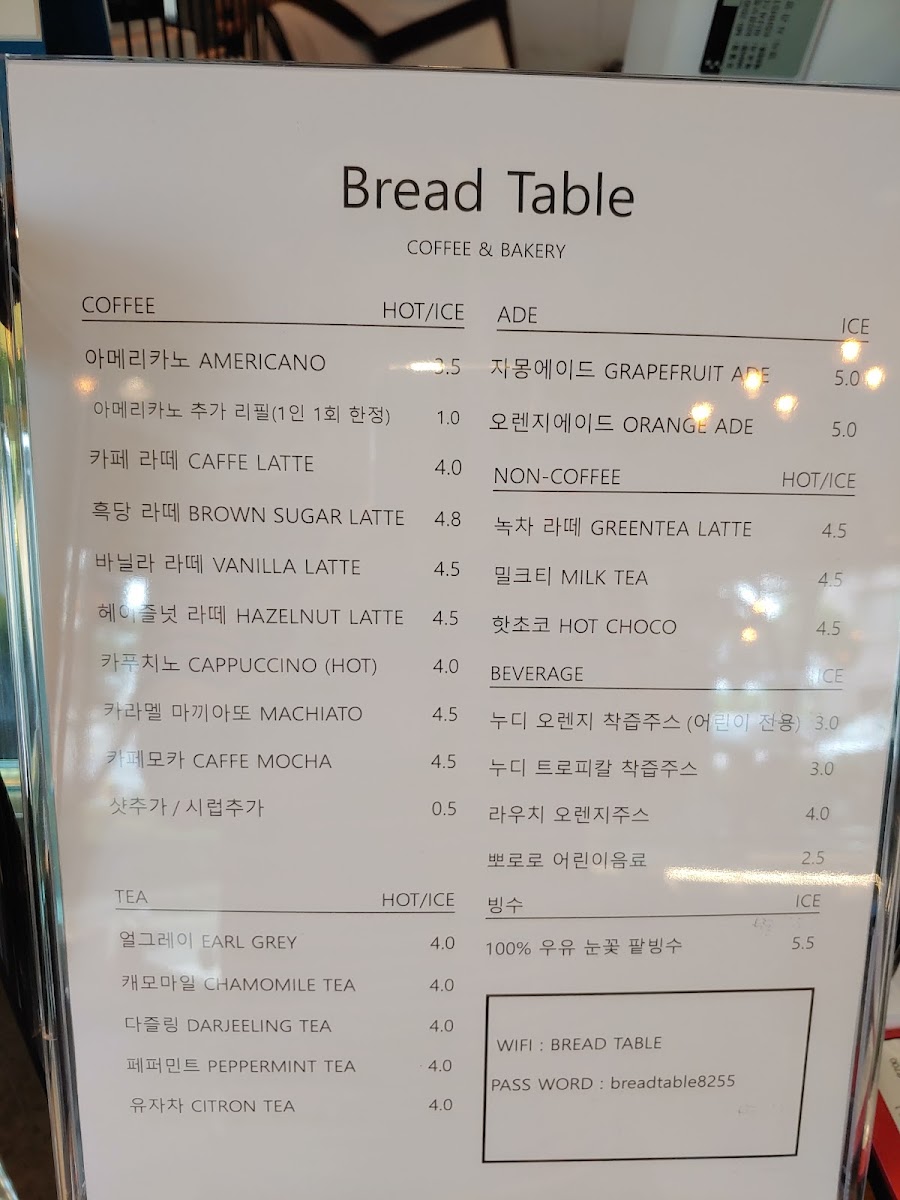 Bread Table
COFFEE & BAKERY
COFFEE HOT/ICE
아메리카노 AMERICANO 3.5
아메리카노 추가 리필(1인 1회 한정) 1.0
카페 라떼 CAFFE LATTE 4.0
흑당 라떼 BROWN SUGAR LATTE 4.8
바닐라 라떼 VANILLA LATTE 4.5
헤이즐넛 라떼 HAZELNUT LATTE 4.5
카푸치노 CAPPUCCINO (HOT) 4.0
카라멜 마끼아또 MACHIATO 4.5
카페모카 CAFFE MOCHA 4.5
샷추가 / 시럽추가 0.5
TEA HOT/ICE
얼그레이 EARL GREY 4.0
캐모마일 CHAMOMILE TEA 4.0
다즐링 DARJEELING TEA 4.0
페퍼민트 PEPPERMINT TEA 4.0
유자차 CITRON TEA 4.0
ADE ICE
자몽에이드 GRAPEFRUIT ADE 5.0
오렌지에이드 ORANGE ADE 5.0
NON-COFFEE HOT/ICE
녹차 라떼 GREENTEA LATTE 4.5
밀크티 MILK TEA 4.5
핫초코 HOT CHOCO 4.5
BEVERAGE ICE
누디 오렌지 착즙주스 (어린이 전용) 3.0
누디 트로피칼 착즙주스 3.0
라우치 오렌지주스 4.0
뽀로로 어린이음료 2.5
빙수 ICE
100% 우유 눈꽃 팥빙수 5.5
WIFI : BREAD TABLE
PASS WORD : breadtable8255